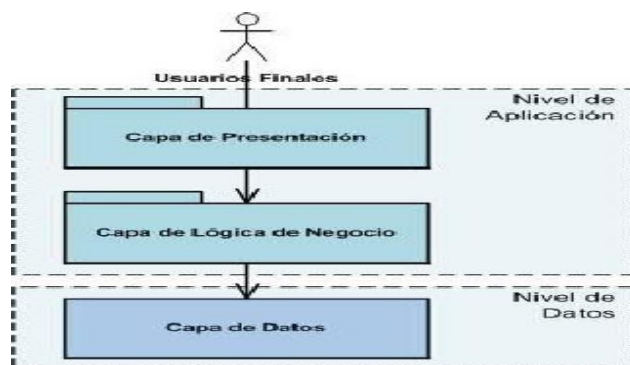 Usuarios Finales
Nivel de
Aplicación
Capa de Presentación
Capa de Lógica de Negocio
Nivel de
Datos
Capa de Datos